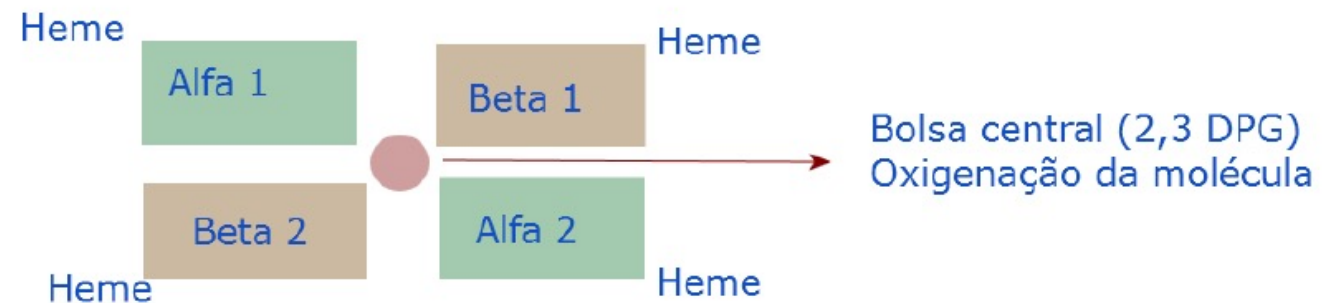 Heme
Heme
Alfa 1
Beta 1
Bolsa central (2,3 DPG)
Oxigenação da molécula
Beta 2
Alfa 2
Heme
Heme